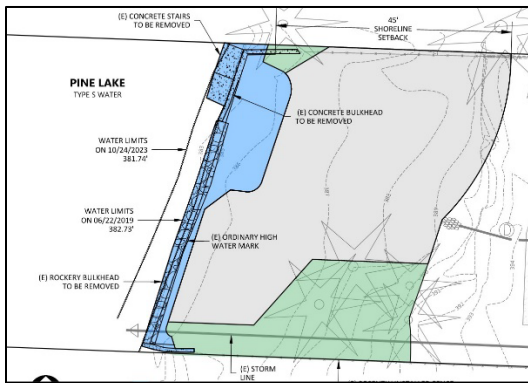 (E) CONCRETE STAIRS
TO BE REMOVED
45'
SHORELINE
SETBACK
PINE LAKE
TYPE S WATER
(E) CONCRETE BULKHEAD
TO BE REMOVED
WATER LIMITS
ON 10/24/2023
381.74'
WATER LIMITS
ON 06/22/2019
382.73'
(E) ORDINARY HIGH
WATER MARK
(E) ROCKERY BULKHEAD
TO BE REMOVED
(E) STORM
LINE